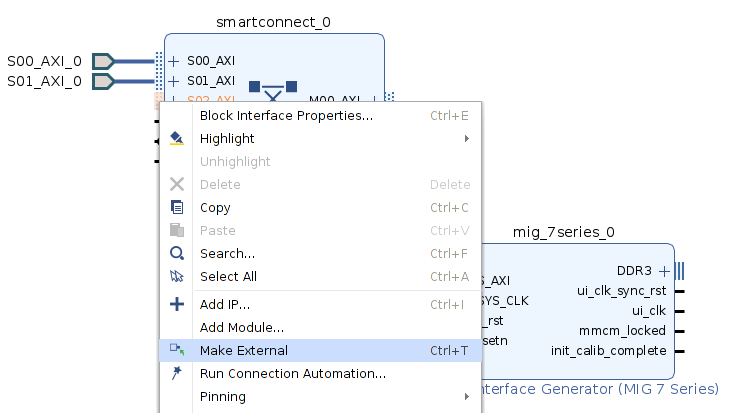 smartconnect_0
S00_AXI_0
S01_AXI_0
S00_AXI
S01_AXI
S02_AXI
M00_AXI
Block Interface Properties... Ctrl+E
Highlight
Unhighlight
Delete Delete
Copy Ctrl+C
Paste Ctrl+V
Search... Ctrl+F
Select All Ctrl+A
Add IP... Ctrl+I
Add Module...
Make External Ctrl+T
Run Connection Automation...
Pinning
mig_7series_0
S_AXI
SYS_CLK
_rst
setn
DDR3
ui_clk_sync_rst
ui_clk
mmcm_locked
init_calib_complete
nterface Generator (MIG 7 Series)